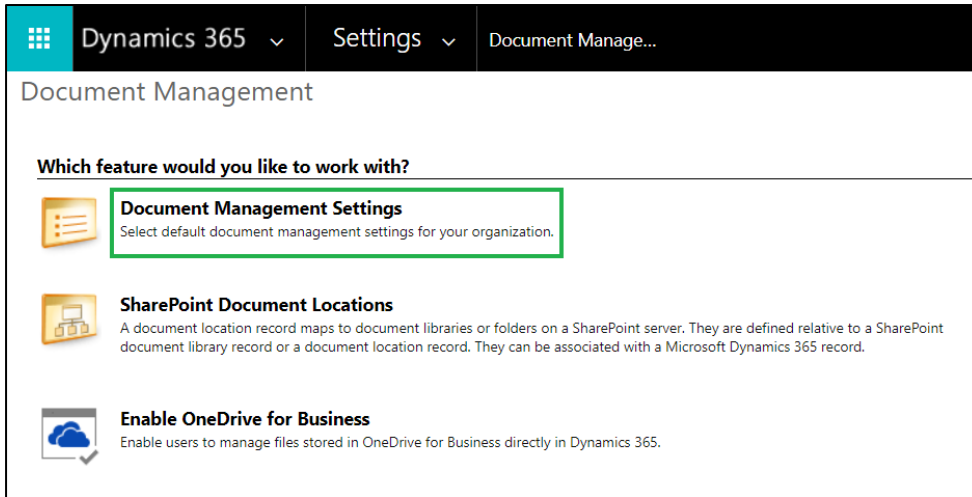 Dynamics 365 Settings Document Manage...
Document Management
Which feature would you like to work with?
Document Management Settings
Select default document management settings for your organization.
SharePoint Document Locations
A document location record maps to document libraries or folders on a SharePoint server. They are defined relative to a SharePoint
document library record or a document location record. They can be associated with a Microsoft Dynamics 365 record.
Enable OneDrive for Business
Enable users to manage files stored in OneDrive for Business directly in Dynamics 365.